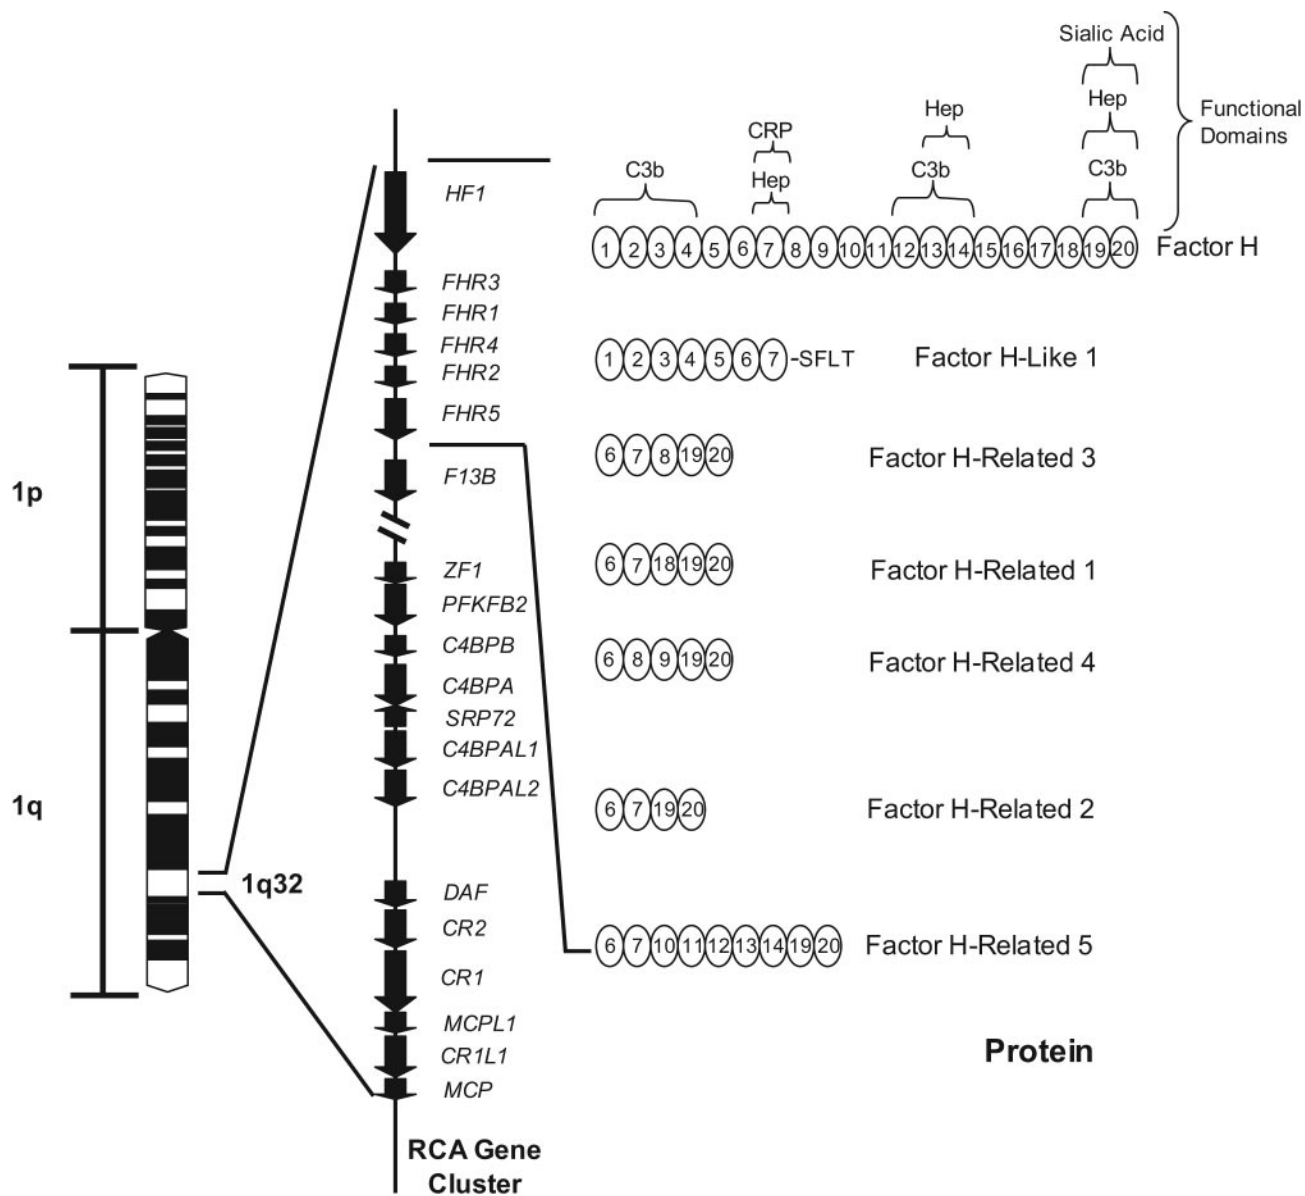 Sialic Acid
Hep
Hep
CRP
Functional
Domains
C3b
Hep
C3b
C3b
HF1
1 2 3 4 5 6 7 8 9 10 11 12 13 14 15 16 17 18 19 20 Factor H
FHR3
FHR1
FHR4
1 2 3 4 5 6 7 -SFLT Factor H-Like 1
FHR2
FHR5
6 7 8 19 20 Factor H-Related 3
F13B
1p
ZF1
6 7 18 19 20 Factor H-Related 1
PFKFB2
C4BPB
6 8 9 19 20 Factor H-Related 4
C4BPA
SRP72
C4BPAL1
C4BPAL2
1q
6 7 19 20 Factor H-Related 2
1q32
DAF
CR2
6 7 10 11 12 13 14 19 20 Factor H-Related 5
CR1
MCPL1
CR1L1
Protein
MCP
RCA Gene
Cluster